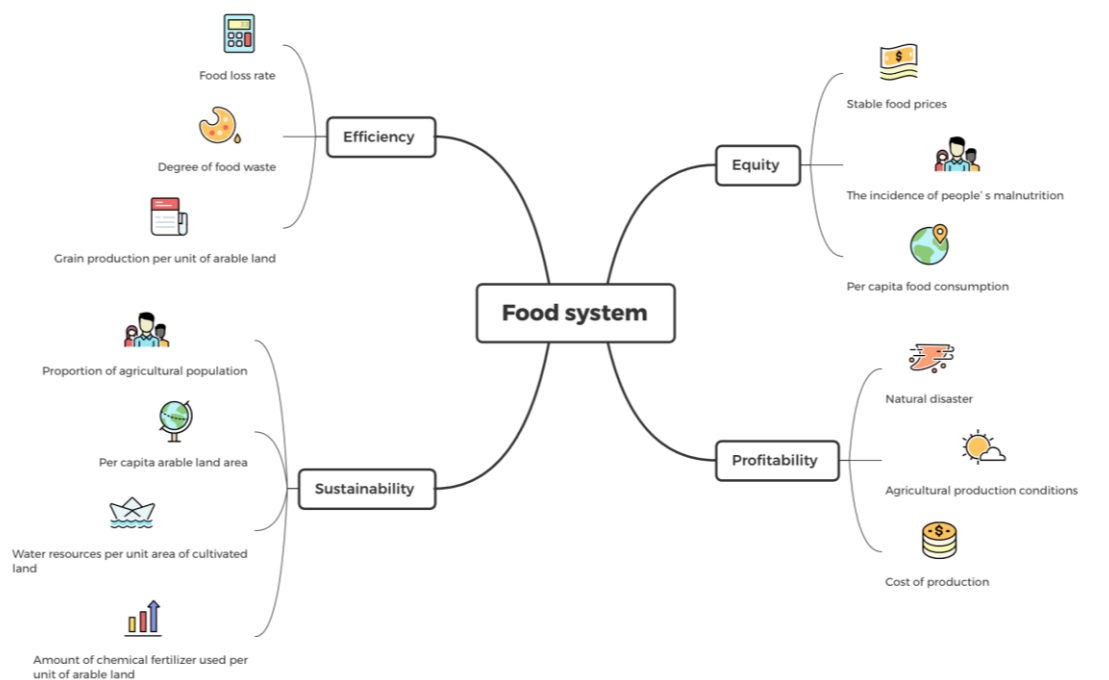 Food system
Efficiency
Food loss rate
Degree of food waste
Grain production per unit of arable land
Equity
Stable food prices
The incidence of people' s malnutrition
Per capita food consumption
Sustainability
Proportion of agricultural population
Per capita arable land area
Water resources per unit area of cultivated
land
Amount of chemical fertilizer used per
unit of arable land
Profitability
Natural disaster
Agricultural production conditions
Cost of production